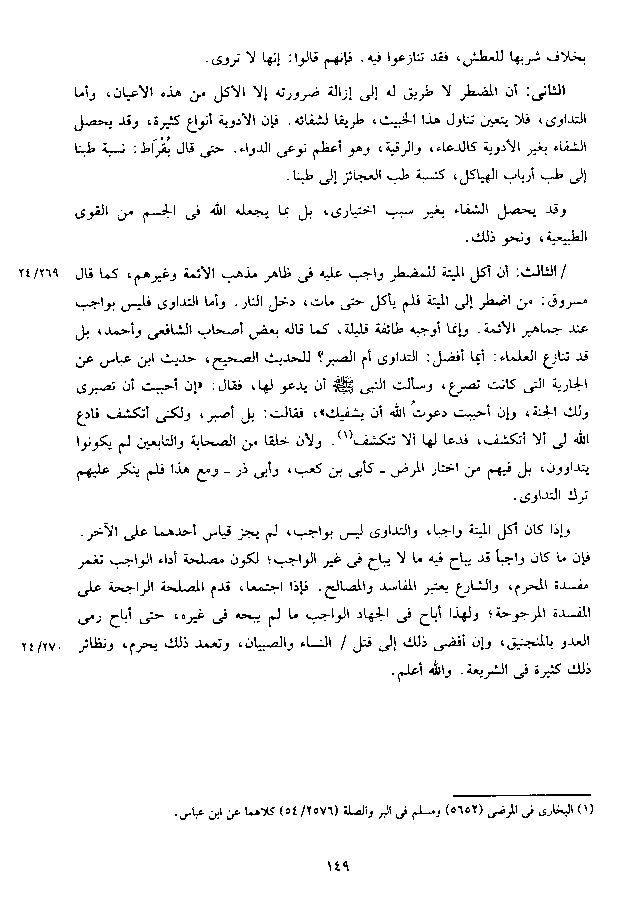 بخلاف شربها للعطش، فقد تنازعوا فيه. فإنهم قالوا: إنها لا تروى.
الثانى: أن المضطر لا طريق له إلى إزالة ضرورته إلا الأكل من هذه الأعيان، وأما
التداوى، فلا يتعين تناول هذا الخبيث، طريقا لشفائه. فإن الأدوية أنواع كثيرة، وقد يحصل
الشفاء بغير الأدوية كالدعاء، والرقية، وهو أعظم نوعى الدواء. حتى قال بُقْرَاط: نسبة طبنا
إلى طب أرباب الهياكل، كنسبة طب العجائز إلى طبنا.
وقد يحصل الشفاء بغير سبب اختيارى، بل بما يجعله الله فى الجسم من القوى
الطبيعية، ونحو ذلك.
٢٤/٢٦٩ / الثالث: أن أكل الميتة للمضطر واجب عليه فى ظاهر مذهب الأئمة وغيرهم، كما قال
مسروق: من اضطر إلى الميتة فلم يأكل حتى مات، دخل النار. وأما التداوى فليس بواجب
عند جماهير الأئمة. وإنما أوجبه طائفة قليلة، كما قاله بعض أصحاب الشافعى وأحمد، بل
قد تنازع العلماء: أيما أفضل: التداوى أم الصبر؟ للحديث الصحيح، حديث ابن عباس عن
الجارية التى كانت تصرع، وسألت النبى ﷺ أن يدعو لها، فقال: «إن أحببت أن تصبرى
ولك الجنة، وإن أحببت دعوتُ الله أن يشفيك»، فقالت: بل أصبر، ولكنى أتكشف فادع
الله لى ألا أتكشف، فدعا لها ألا تتكشف(١). ولأن خلقا من الصحابة والتابعين لم يكونوا
يتداوون، بل فيهم من اختار المرض ـ كأبى بن كعب، وأبى ذر ـ ومع هذا فلم ينكر عليهم
ترك التداوى.
وإذا كان أكل الميتة واجبا، والتداوى ليس بواجب، لم يجز قياس أحدهما على الآخر.
فإن ما كان واجباً قد يباح فيه ما لا يباح فى غير الواجب؛ لكون مصلحة أداء الواجب تغمر
مفسدة المحرم، والشارع يعتبر المفاسد والمصالح. فإذا اجتمعا، قدم المصلحة الراجحة على
المفسدة المرجوحة؛ ولهذا أباح فى الجهاد الواجب ما لم يبحه فى غيره، حتى أباح رمى
٢٤/٢٧٠ العدو بالمنجنيق، وإن أفضى ذلك إلى قتل / النساء والصبيان، وتعمد ذلك يحرم، ونظائر
ذلك كثيرة فى الشريعة. والله أعلم.
(١) البخارى فى المرضى (٥٦٥٢) ومسلم فى البر والصلة (٥٤/٢٥٧٦) كلاهما عن ابن عباس.
١٤٩